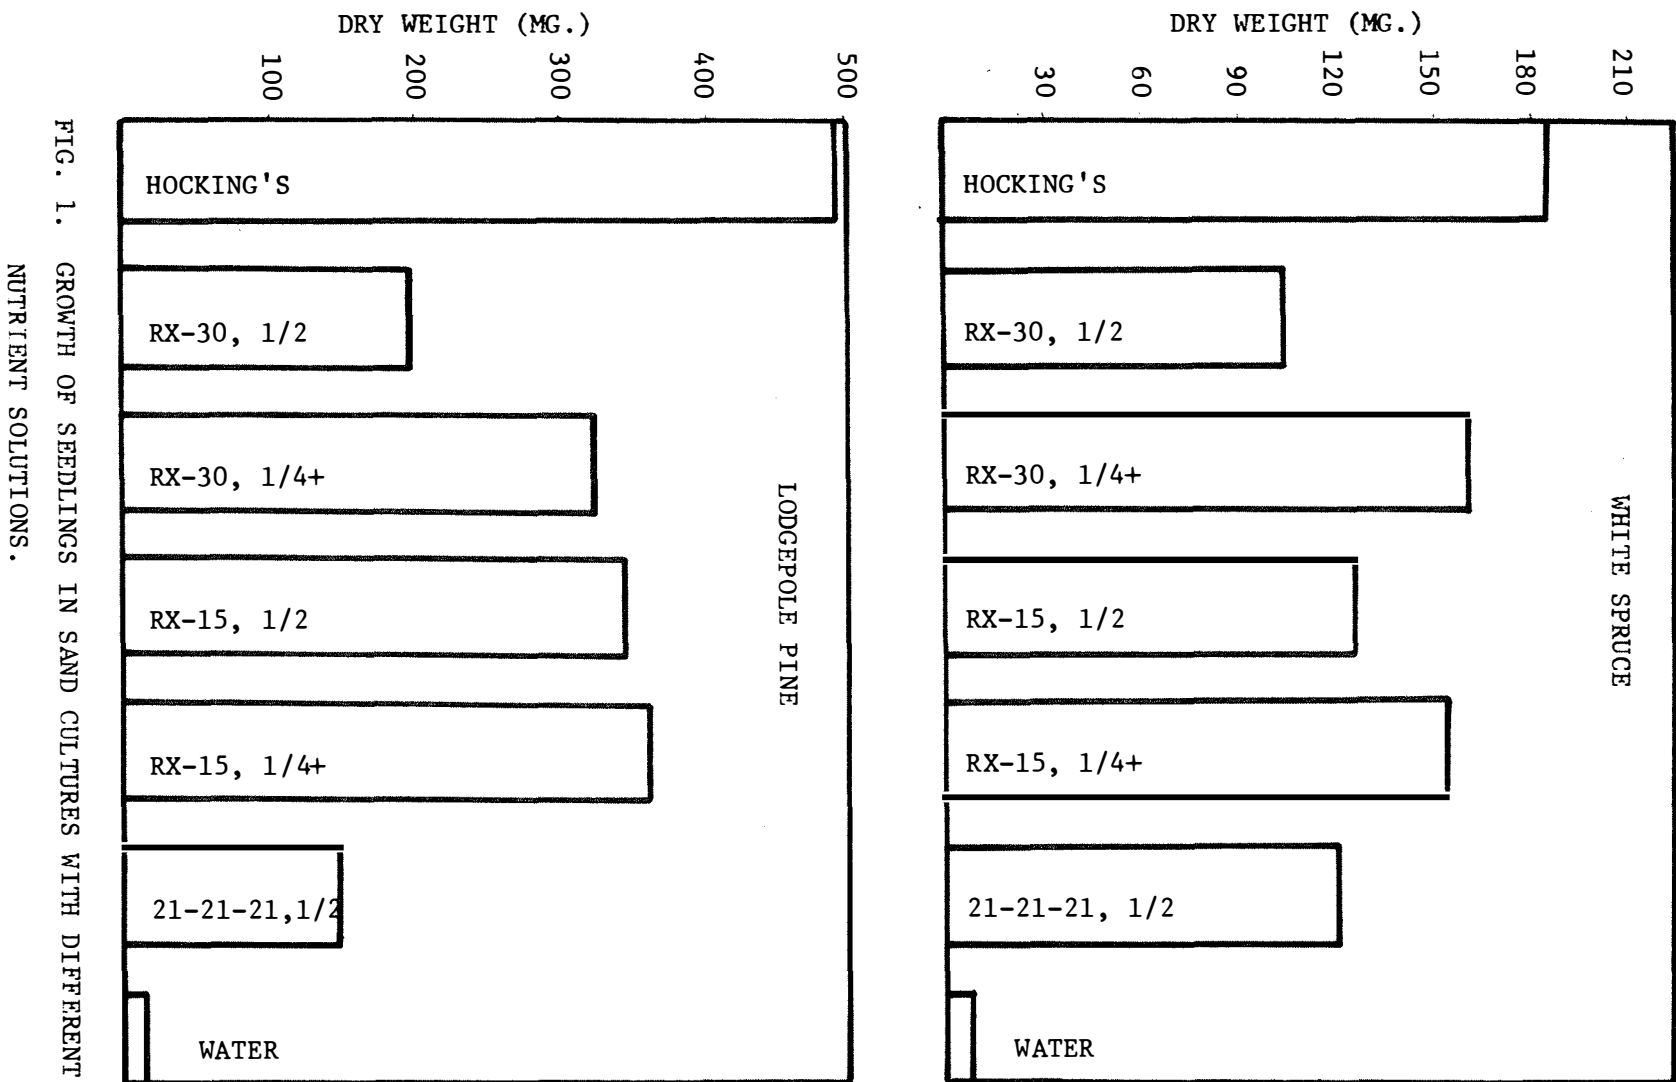 DRY WEIGHT (MG.)
100
200
300
400
500
HOCKING'S
RX-30, 1/2
RX-30, 1/4+
RX-15, 1/2
RX-15, 1/4+
21-21-21,1/2
WATER
LODGEPOLE PINE
DRY WEIGHT (MG.)
30
60
90
120
150
180
210
HOCKING'S
RX-30, 1/2
RX-30, 1/4+
RX-15, 1/2
RX-15, 1/4+
21-21-21, 1/2
WATER
WHITE SPRUCE
FIG. 1. GROWTH OF SEEDLINGS IN SAND CULTURES WITH DIFFERENT
NUTRIENT SOLUTIONS.